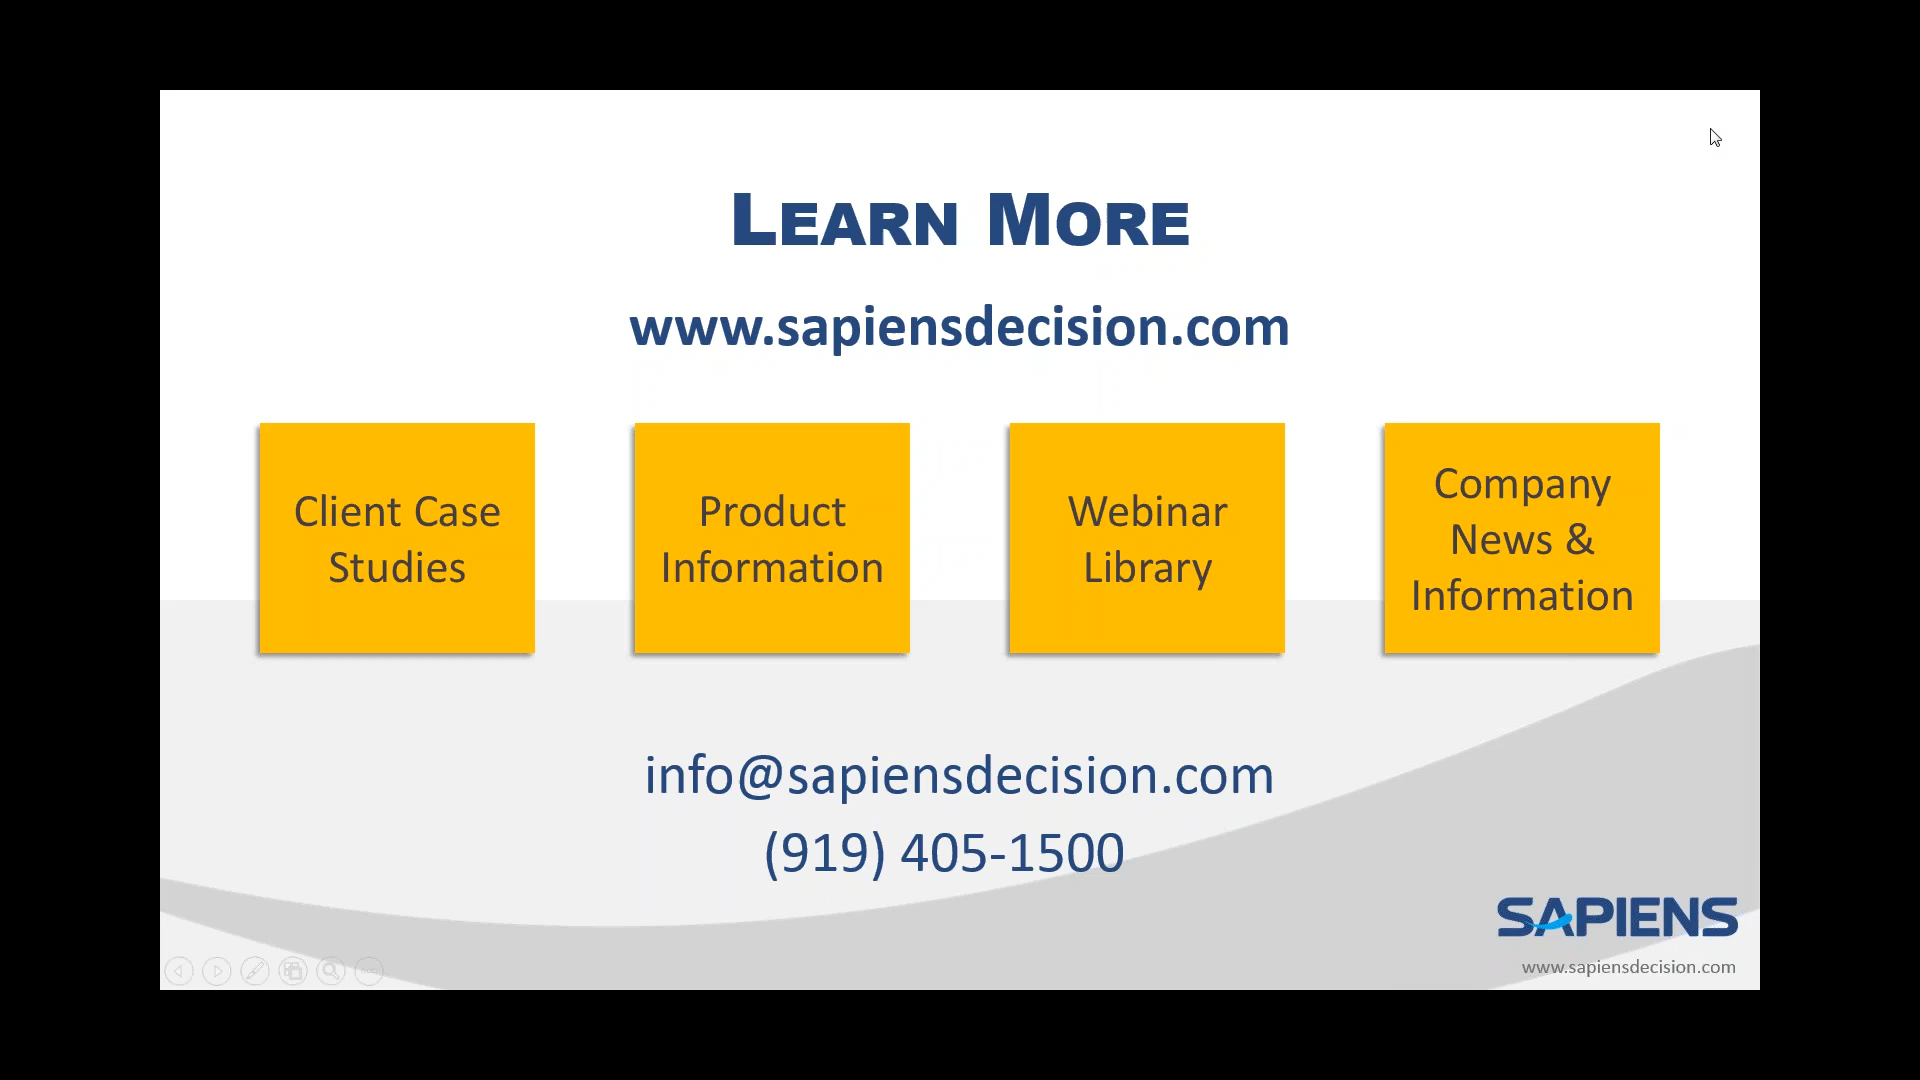 LEARN MORE
www.sapiensdecision.com
Client Case
Studies
Product
Information
Webinar
Library
Company
News &
Information
info@sapiensdecision.com
(919) 405-1500
SAPIENS
www.sapiensdecision.com